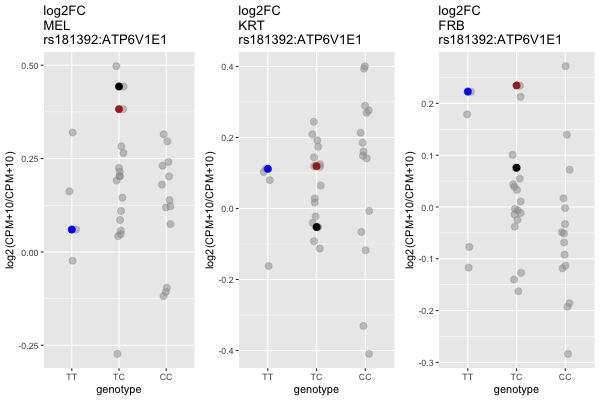 log2FC
MEL
rs181392:ATP6V1E1
log2(CPM+10/CPM+10)
0.50
0.25
0.00
-0.25
TT
TC
CC
genotype
log2FC
KRT
rs181392:ATP6V1E1
log2(CPM+10/CPM+10)
0.4
0.2
0.0
-0.2
-0.4
TT
TC
CC
genotype
log2FC
FRB
rs181392:ATP6V1E1
log2(CPM+10/CPM+10)
0.2
0.1
0.0
-0.1
-0.2
-0.3
TT
TC
CC
genotype